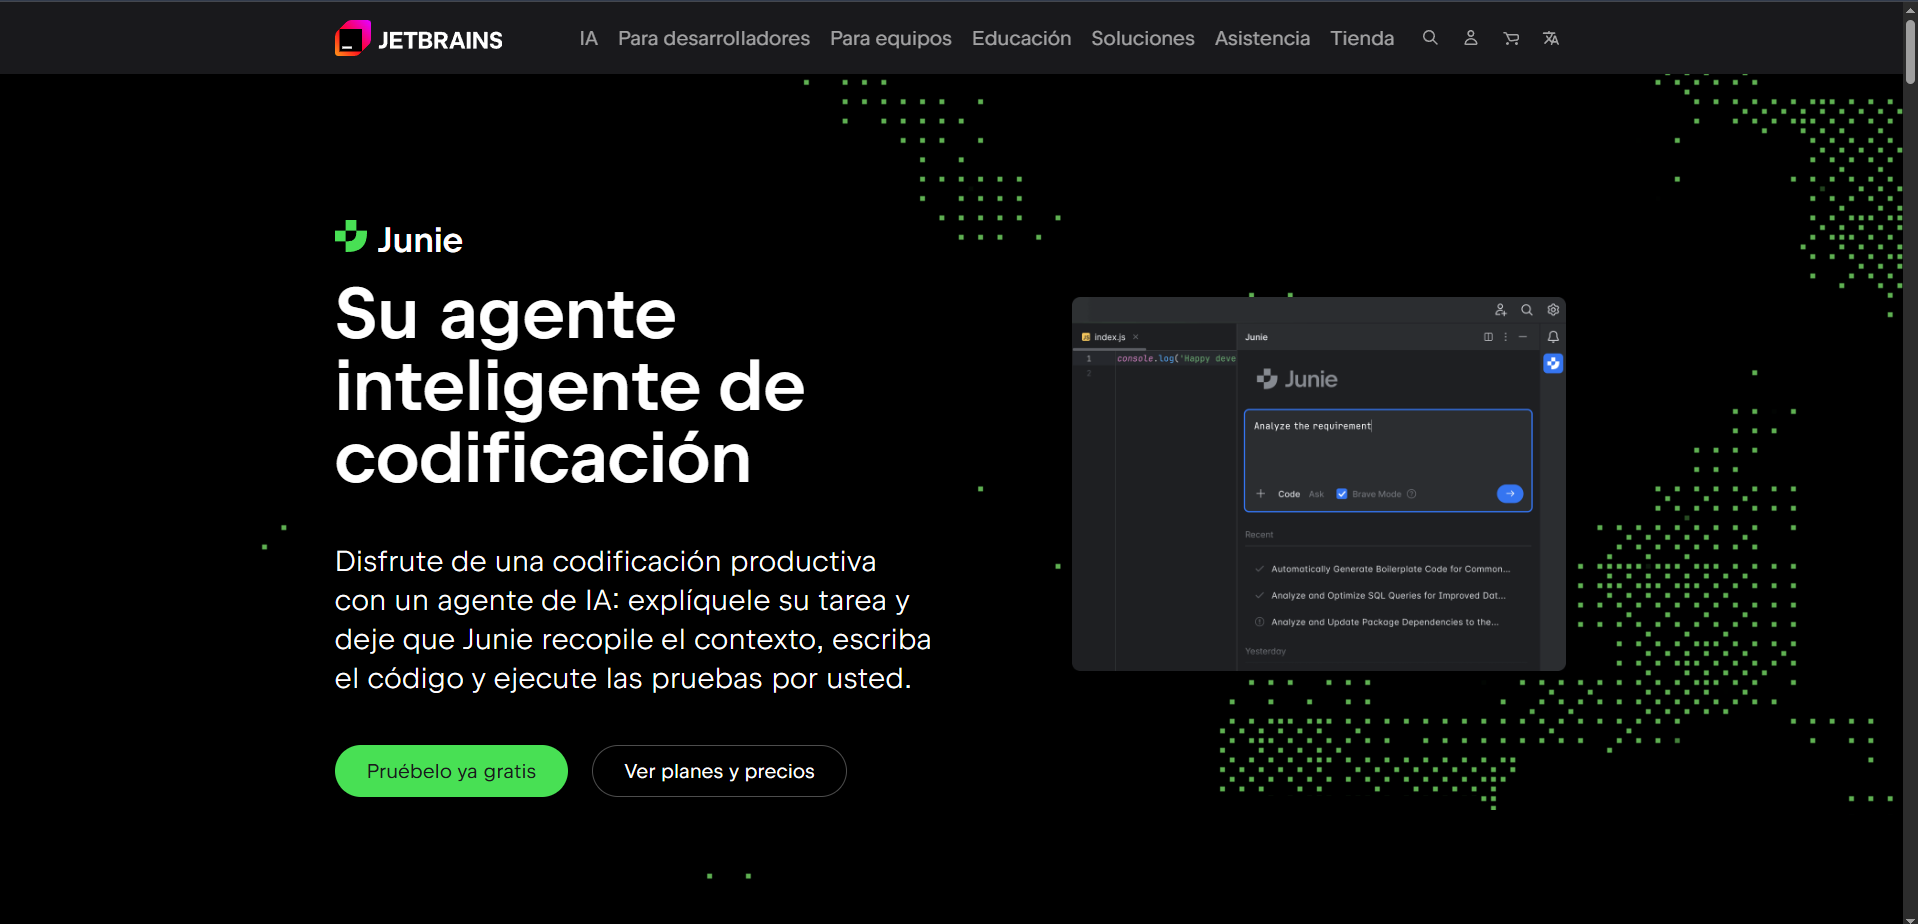 JETBRAINS
IA Para desarrolladores Para equipos Educación Soluciones Asistencia Tienda
Junie
Su agente
inteligente de
codificación
Disfrute de una codificación productiva
con un agente de IA: explíquele su tarea y
deje que Junie recopile el contexto, escriba
el código y ejecute las pruebas por usted.
Pruébelo ya gratis
Ver planes y precios
index.js
1 console.log('Happy deve
2
Junie
Junie
Analyze the requirement
Code Ask Brave Mode
Recent
Automatically Generate Boilerplate Code for Common...
Analyze and Optimize SQL Queries for Improved Dat...
Analyze and Update Package Dependencies to the...
Yesterday